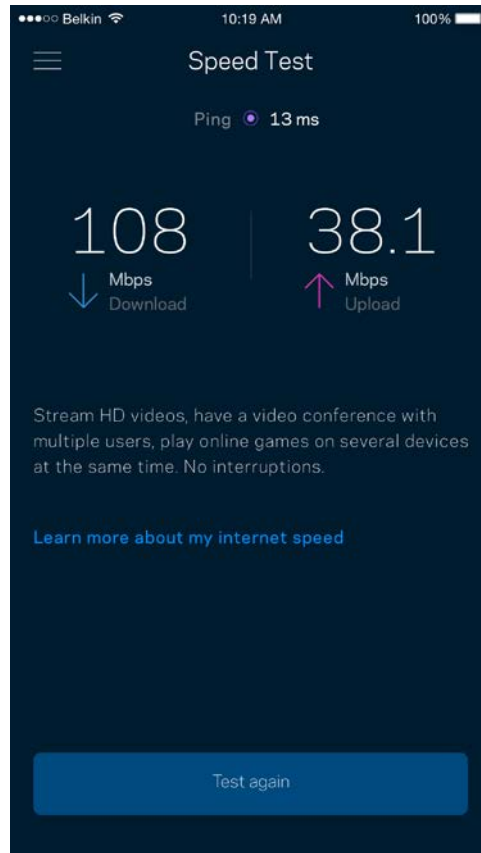 Belkin 10:19 AM 100%
Speed Test
Ping 13 ms
108 38.1
Mbps Mbps
Download Upload
Stream HD videos, have a video conference with
multiple users, play online games on several devices
at the same time. No interruptions.
Learn more about my internet speed
Test again